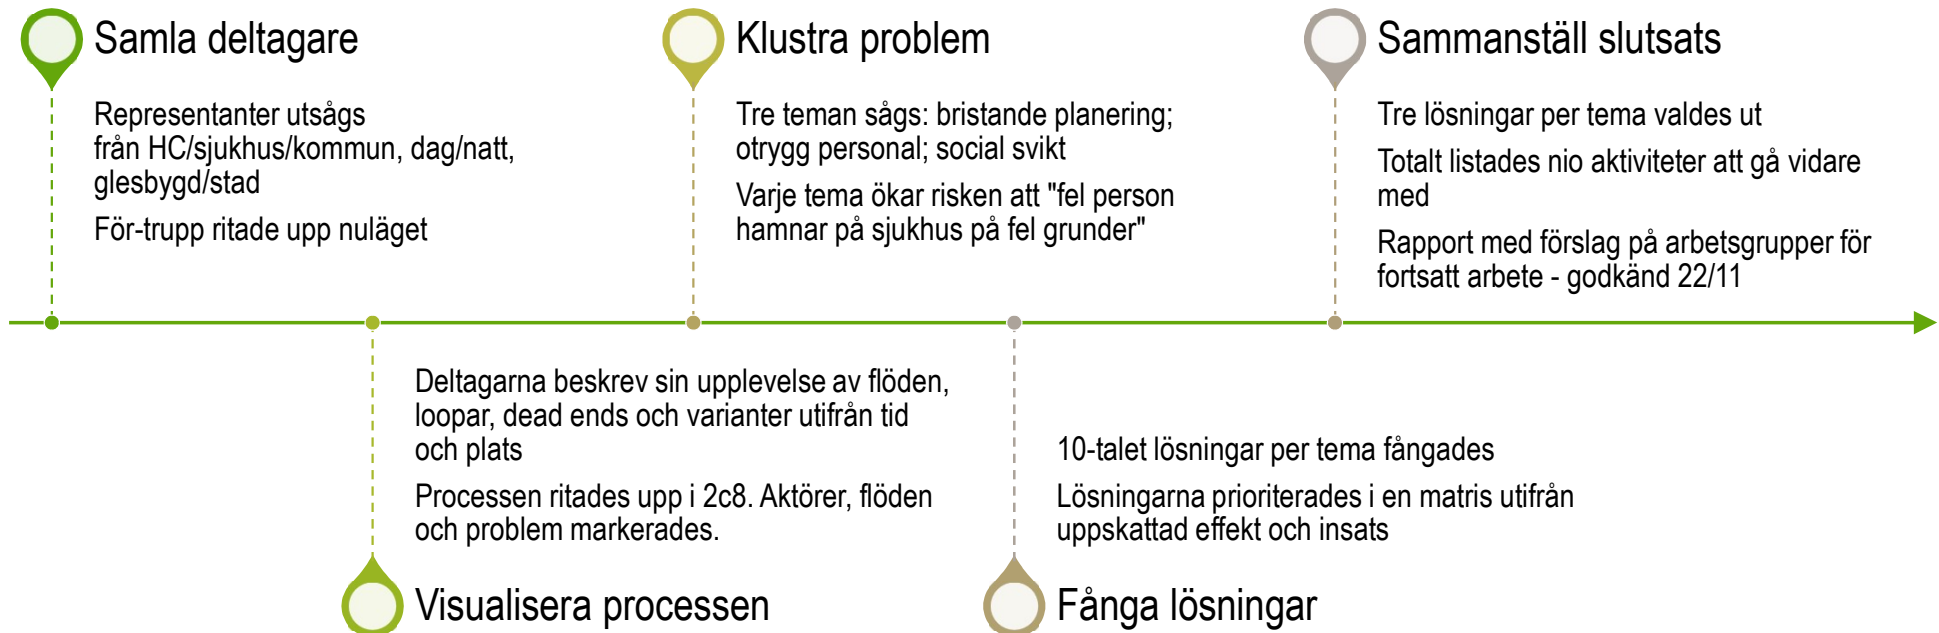 Samla deltagare
Representanter utsågs
från HC/sjukhus/kommun, dag/natt,
glesbygd/stad
För-trupp ritade upp nuläget
Deltagarna beskrev sin upplevelse av flöden,
loopar, dead ends och varianter utifrån tid
och plats
Processen ritades upp i 2c8. Aktörer, flöden
och problem markerades.
Visualisera processen
Klustra problem
Tre teman sågs: bristande planering;
otrygg personal; social svikt
Varje tema ökar risken att "fel person
hamnar på sjukhus på fel grunder"
10-talet lösningar per tema fångades
Lösningarna prioriterades i en matris utifrån
uppskattad effekt och insats
Fånga lösningar
Sammanställ slutsats
Tre lösningar per tema valdes ut
Totalt listades nio aktiviteter att gå vidare
med
Rapport med förslag på arbetsgrupper för
fortsatt arbete - godkänd 22/11